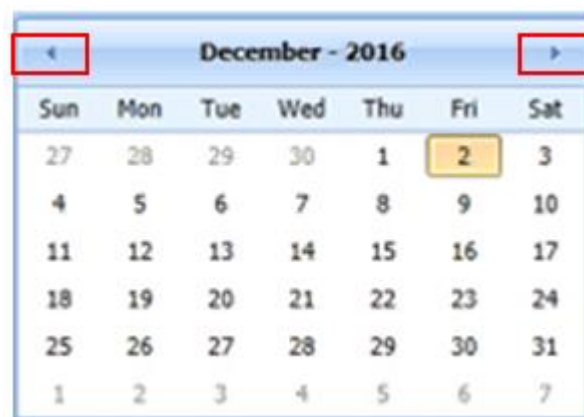 December - 2016
Sun Mon Tue Wed Thu Fri Sat
27 28 29 30 1 2 3
4 5 6 7 8 9 10
11 12 13 14 15 16 17
18 19 20 21 22 23 24
25 26 27 28 29 30 31
1 2 3 4 5 6 7